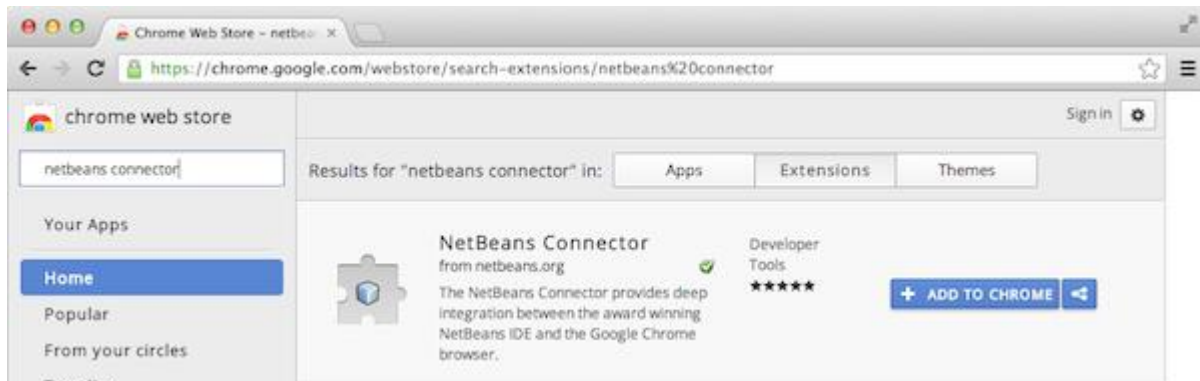 Chrome Web Store – netbea
https://chrome.google.com/webstore/search-extensions/netbeans%20connector
chrome web store
Sign in
netbeans connector
Results for "netbeans connector" in:
Apps
Extensions
Themes
Your Apps
Home
Popular
From your circles
NetBeans Connector
from netbeans.org
The NetBeans Connector provides deep
integration between the award winning
NetBeans IDE and the Google Chrome
browser.
Developer
Tools
★★★★★
+ ADD TO CHROME